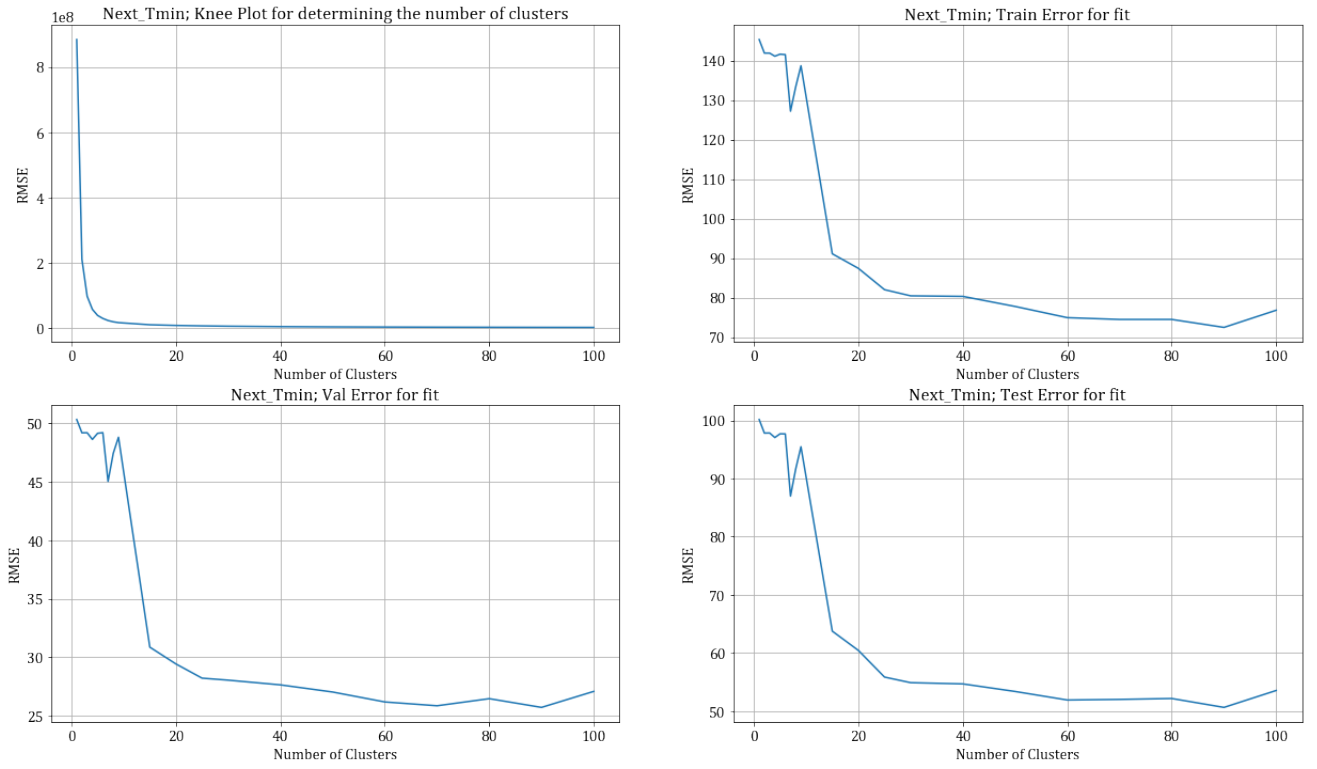 Next_Tmin; Knee Plot for determining the number of clusters
1e8
8
6
4
2
0
RMSE
0 20 40 60 80 100
Number of Clusters
Next_Tmin; Train Error for fit
140
130
120
110
100
90
80
70
RMSE
0 20 40 60 80 100
Number of Clusters
Next_Tmin; Val Error for fit
50
45
40
35
30
25
RMSE
0 20 40 60 80 100
Number of Clusters
Next_Tmin; Test Error for fit
100
90
80
70
60
50
RMSE
0 20 40 60 80 100
Number of Clusters